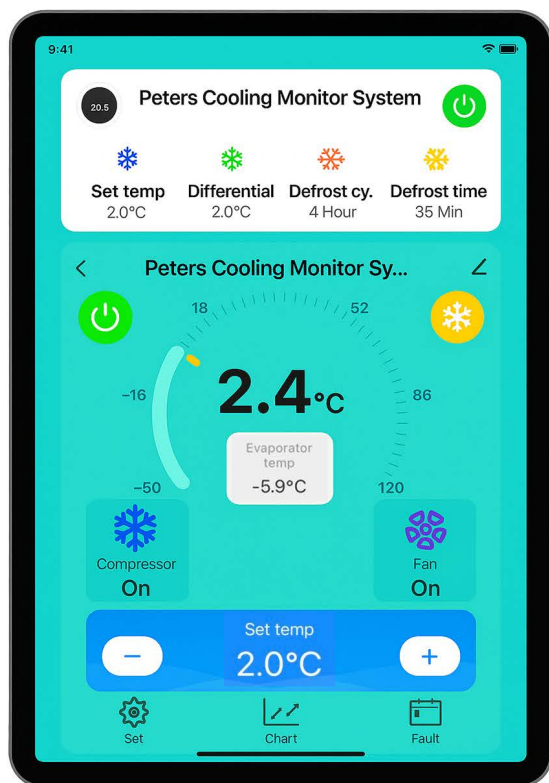 9:41
20.5
Peters Cooling Monitor System
Set temp
2.0°C
Differential
2.0°C
Defrost cy.
4 Hour
Defrost time
35 Min
Peters Cooling Monitor Sy...
18
52
-16
86
-50
120
2.4°C
Evaporator
temp
-5.9°C
Compressor
On
Fan
On
Set temp
2.0°C
Set
Chart
Fault